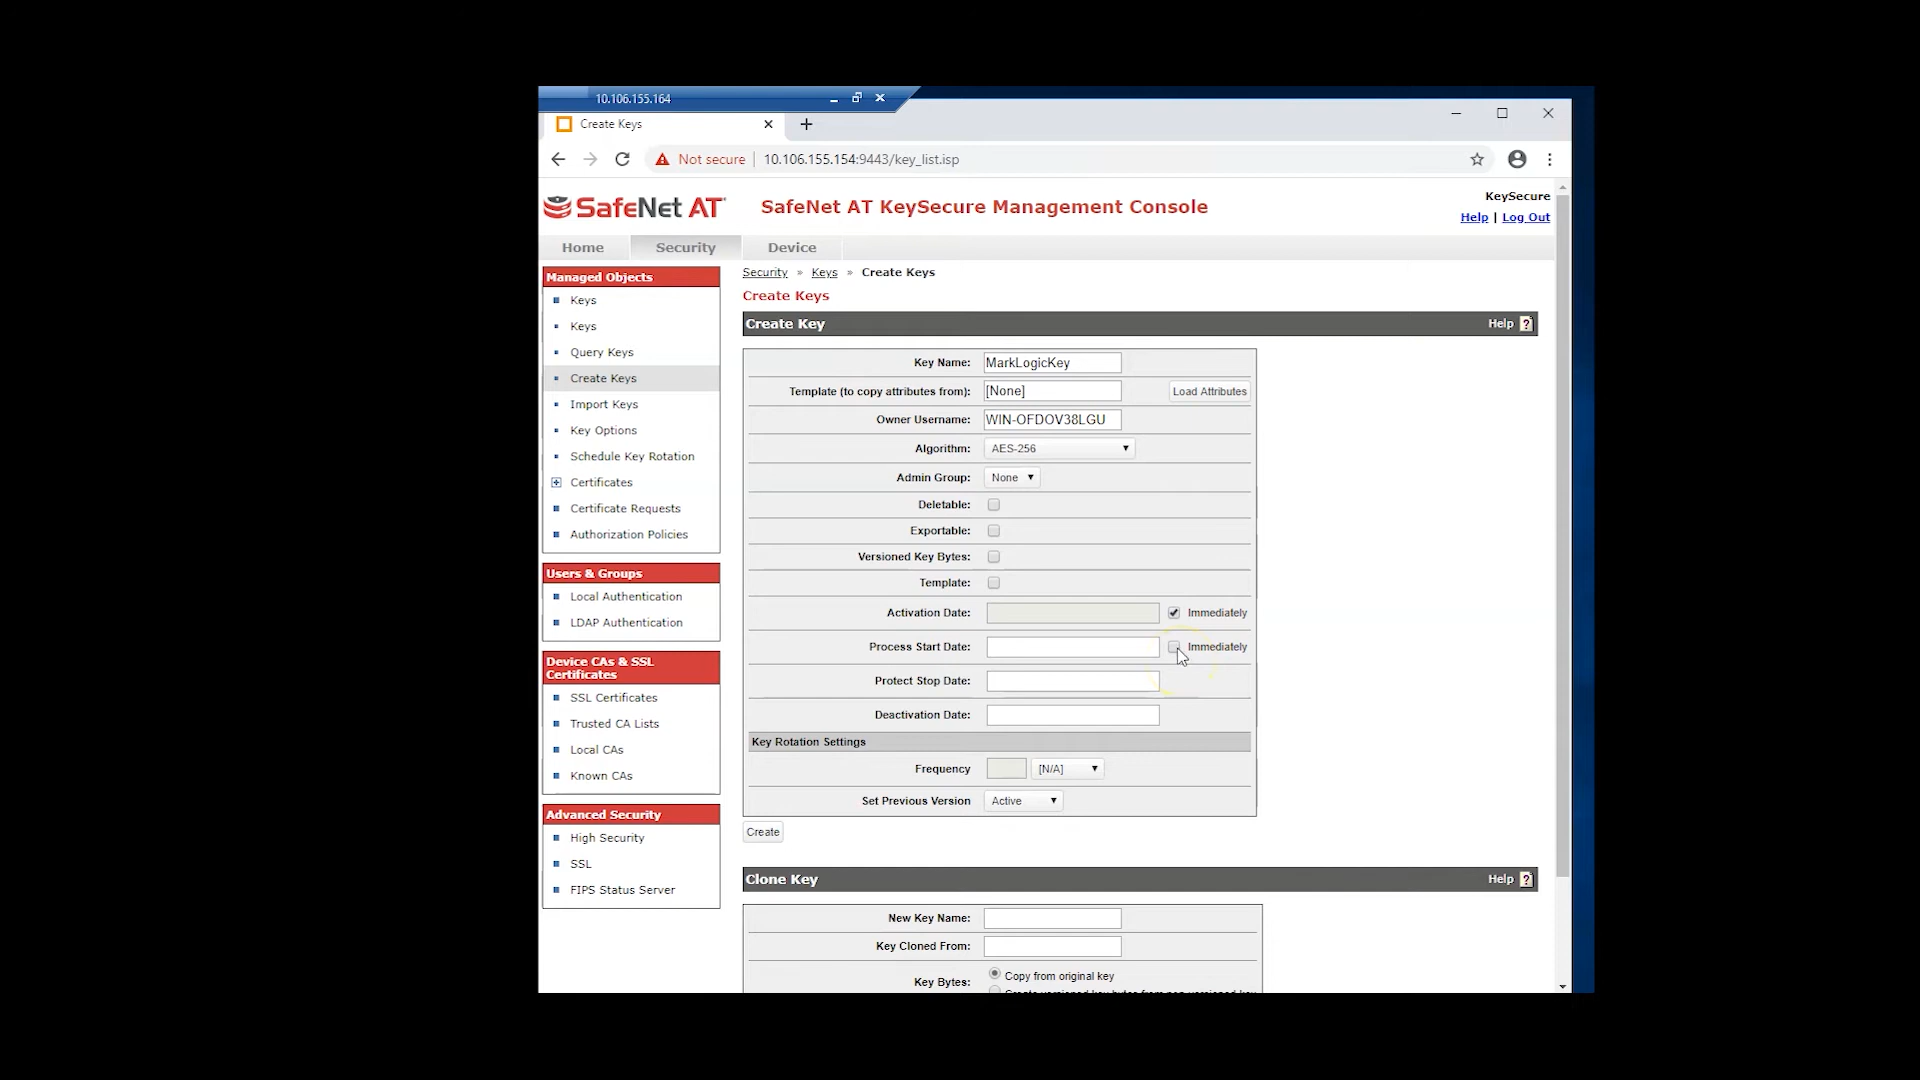 10.106.155.164
Create Keys
Not secure
10.106.155.154:9443/key_list.isp
SafeNet AT
SafeNet AT KeySecure Management Console
KeySecure
Help | Log Out
Home
Security
Device
Managed Objects
Keys
Keys
Query Keys
Create Keys
Import Keys
Key Options
Schedule Key Rotation
Certificates
Certificate Requests
Authorization Policies
Users & Groups
Local Authentication
LDAP Authentication
Device CAs & SSL
Certificates
SSL Certificates
Trusted CA Lists
Local CAs
Known CAs
Advanced Security
High Security
SSL
FIPS Status Server
Security » Keys » Create Keys
Create Keys
Create Key
Help ?
Key Name: MarkLogicKey
Template (to copy attributes from): [None] Load Attributes
Owner Username: WIN-OFDOV38LGU
Algorithm: AES-256
Admin Group: None
Deletable:
Exportable:
Versioned Key Bytes:
Template:
Activation Date: Immediately
Process Start Date: Immediately
Protect Stop Date:
Deactivation Date:
Key Rotation Settings
Frequency [N/A]
Set Previous Version Active
Create
Clone Key
Help ?
New Key Name:
Key Cloned From:
Key Bytes: Copy from original key